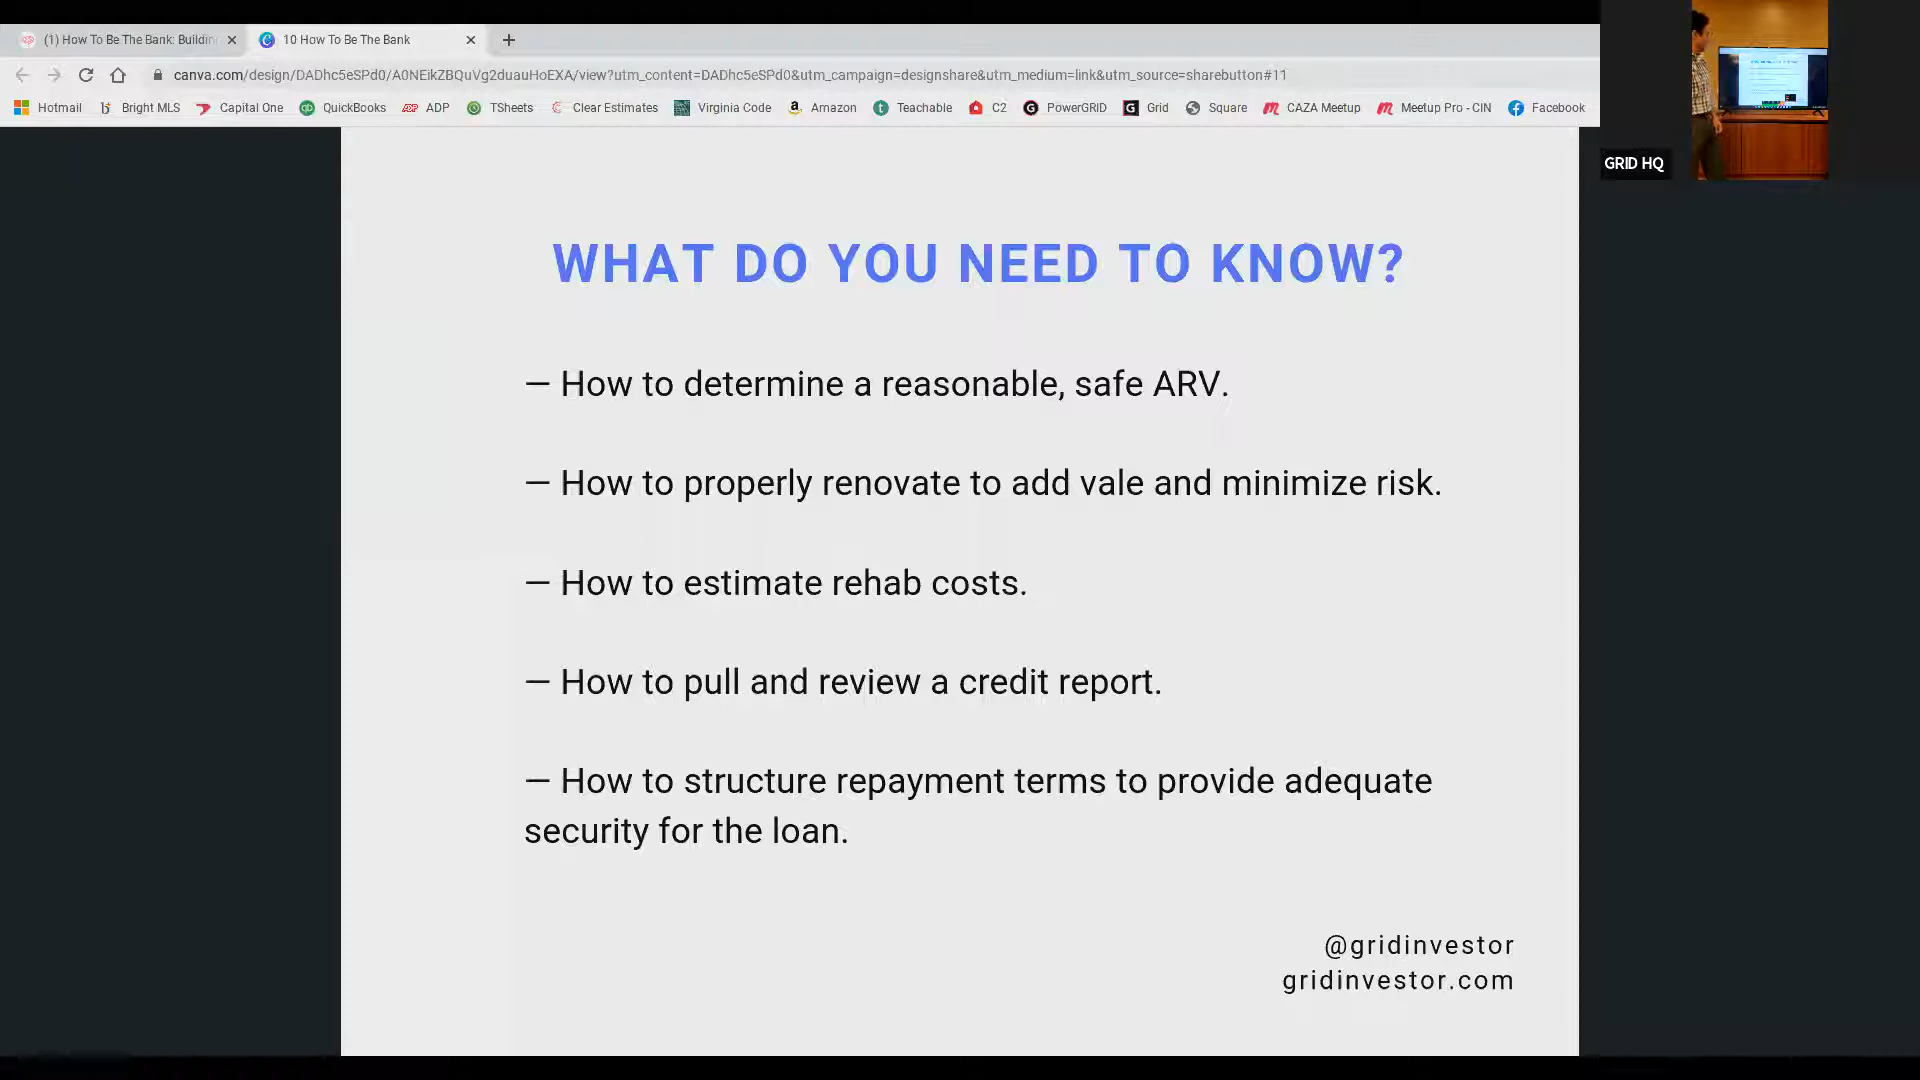 (1) How To Be The Bank: Building
10 How To Be The Bank
canva.com/design/DADhc5eSPd0/A0NEikZBQuVg2duauHoEXA/view?utm_content=DADhc5eSPd0&utm_campaign=designshare&utm_medium=link&utm_source=sharebutton#11
Hotmail Bright MLS Capital One QuickBooks ADP TSheets Clear Estimates Virginia Code Amazon Teachable C2 PowerGRID Grid Square CAZA Meetup Meetup Pro - CIN Facebook
GRID HQ
WHAT DO YOU NEED TO KNOW?
— How to determine a reasonable, safe ARV.
— How to properly renovate to add vale and minimize risk.
— How to estimate rehab costs.
— How to pull and review a credit report.
— How to structure repayment terms to provide adequate
security for the loan.
@gridinvestor
gridinvestor.com